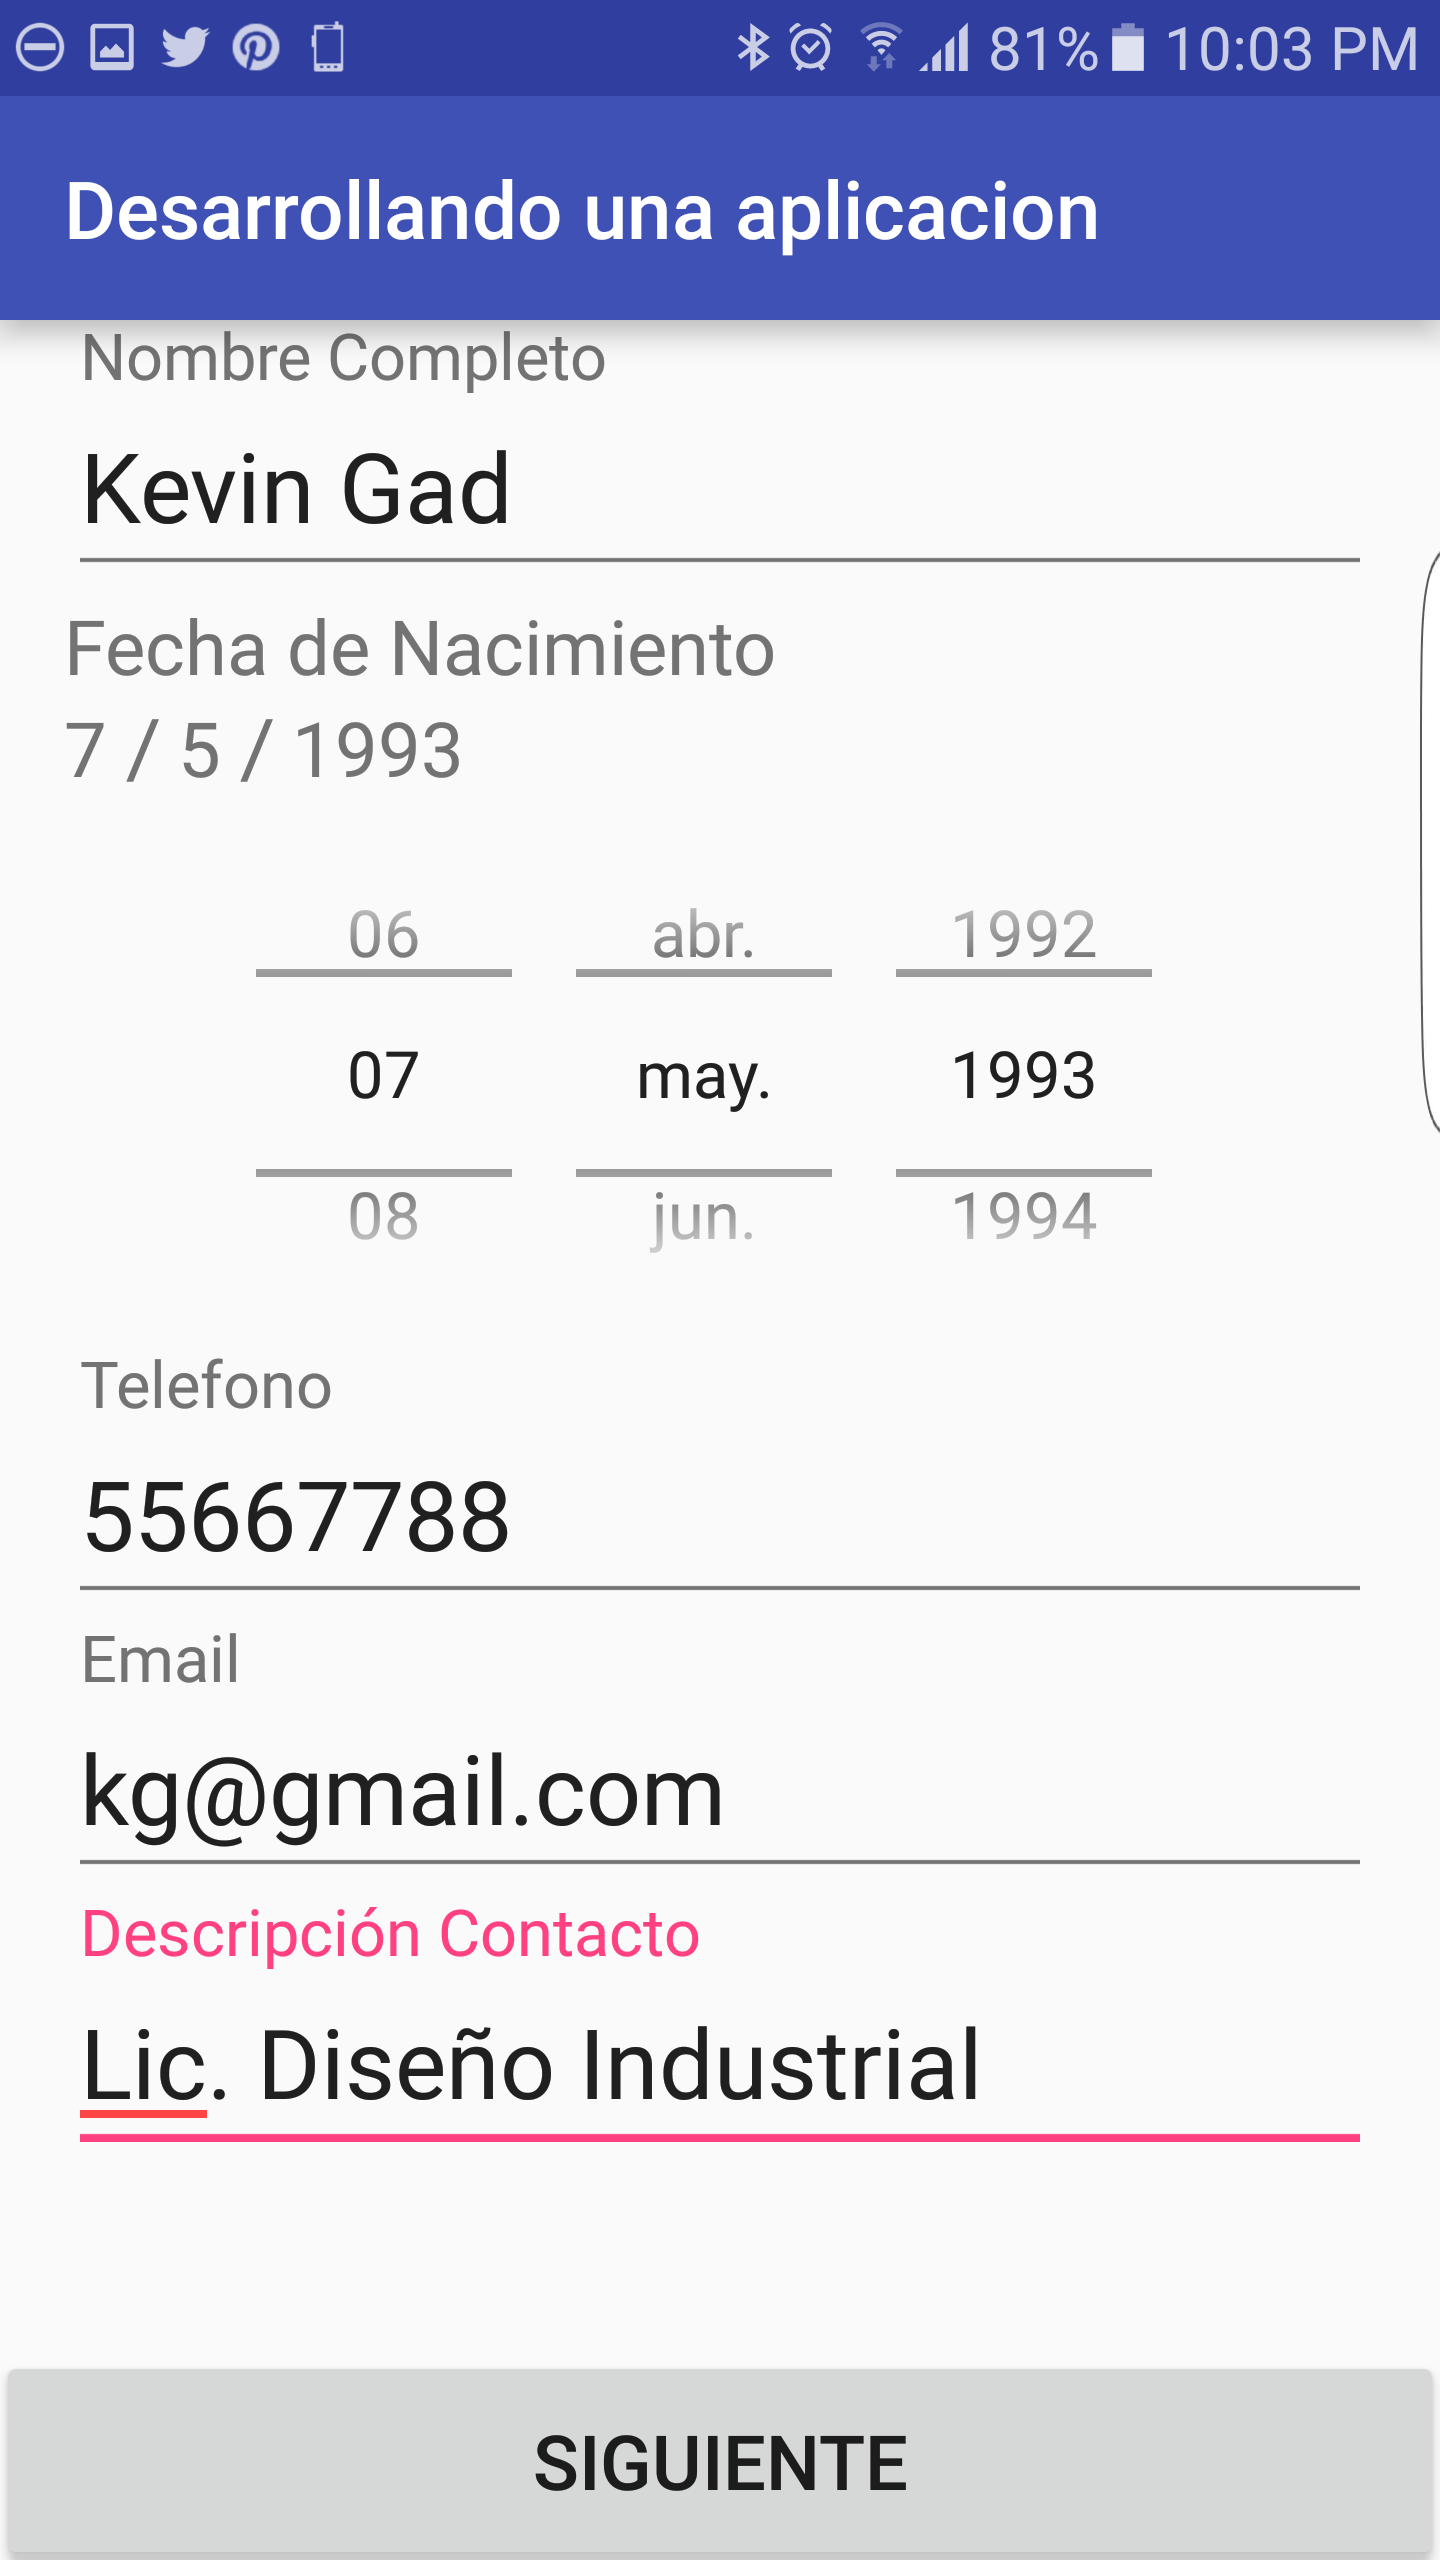 81% 10:03 PM
Desarrollando una aplicacion
Nombre Completo
Kevin Gad
Fecha de Nacimiento
7 / 5 / 1993
06 abr. 1992
07 may. 1993
08 jun. 1994
Telefono
55667788
Email
kg@gmail.com
Descripción Contacto
Lic. Diseño Industrial
SIGUIENTE